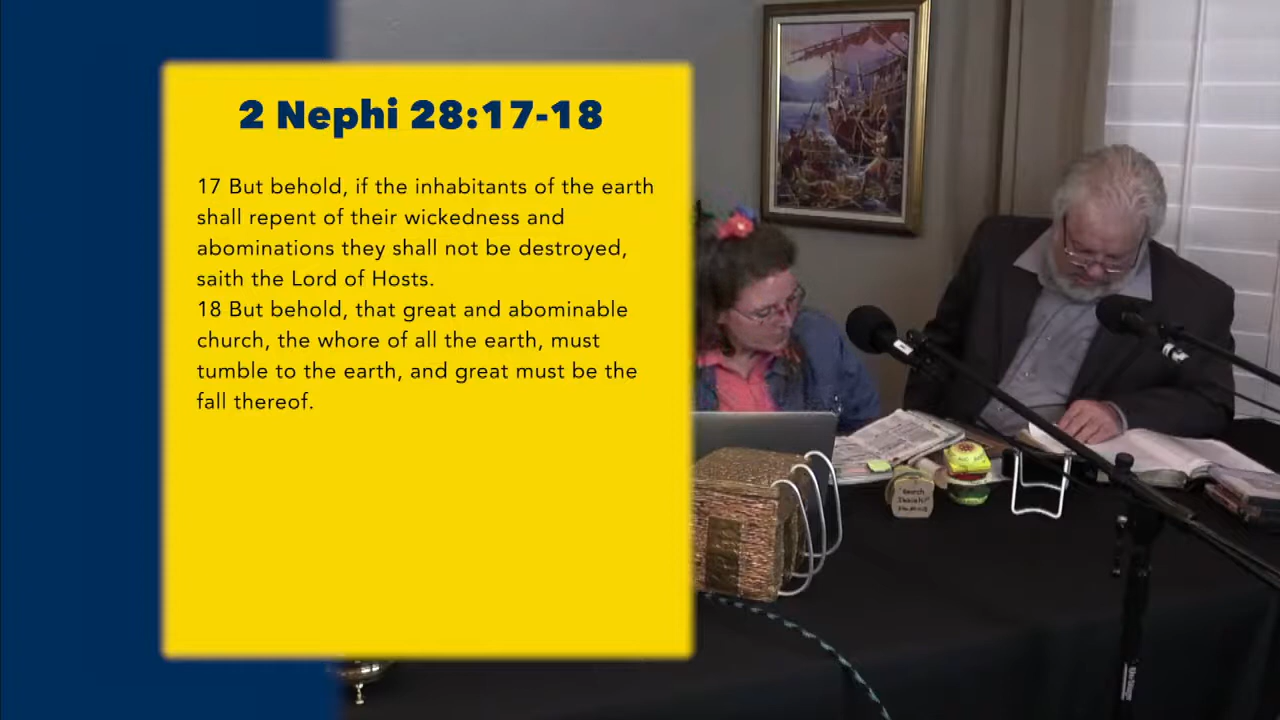 2 Nephi 28:17-18
17 But behold, if the inhabitants of the earth
shall repent of their wickedness and
abominations they shall not be destroyed,
saith the Lord of Hosts.
18 But behold, that great and abominable
church, the whore of all the earth, must
tumble to the earth, and great must be the
fall thereof.
Search